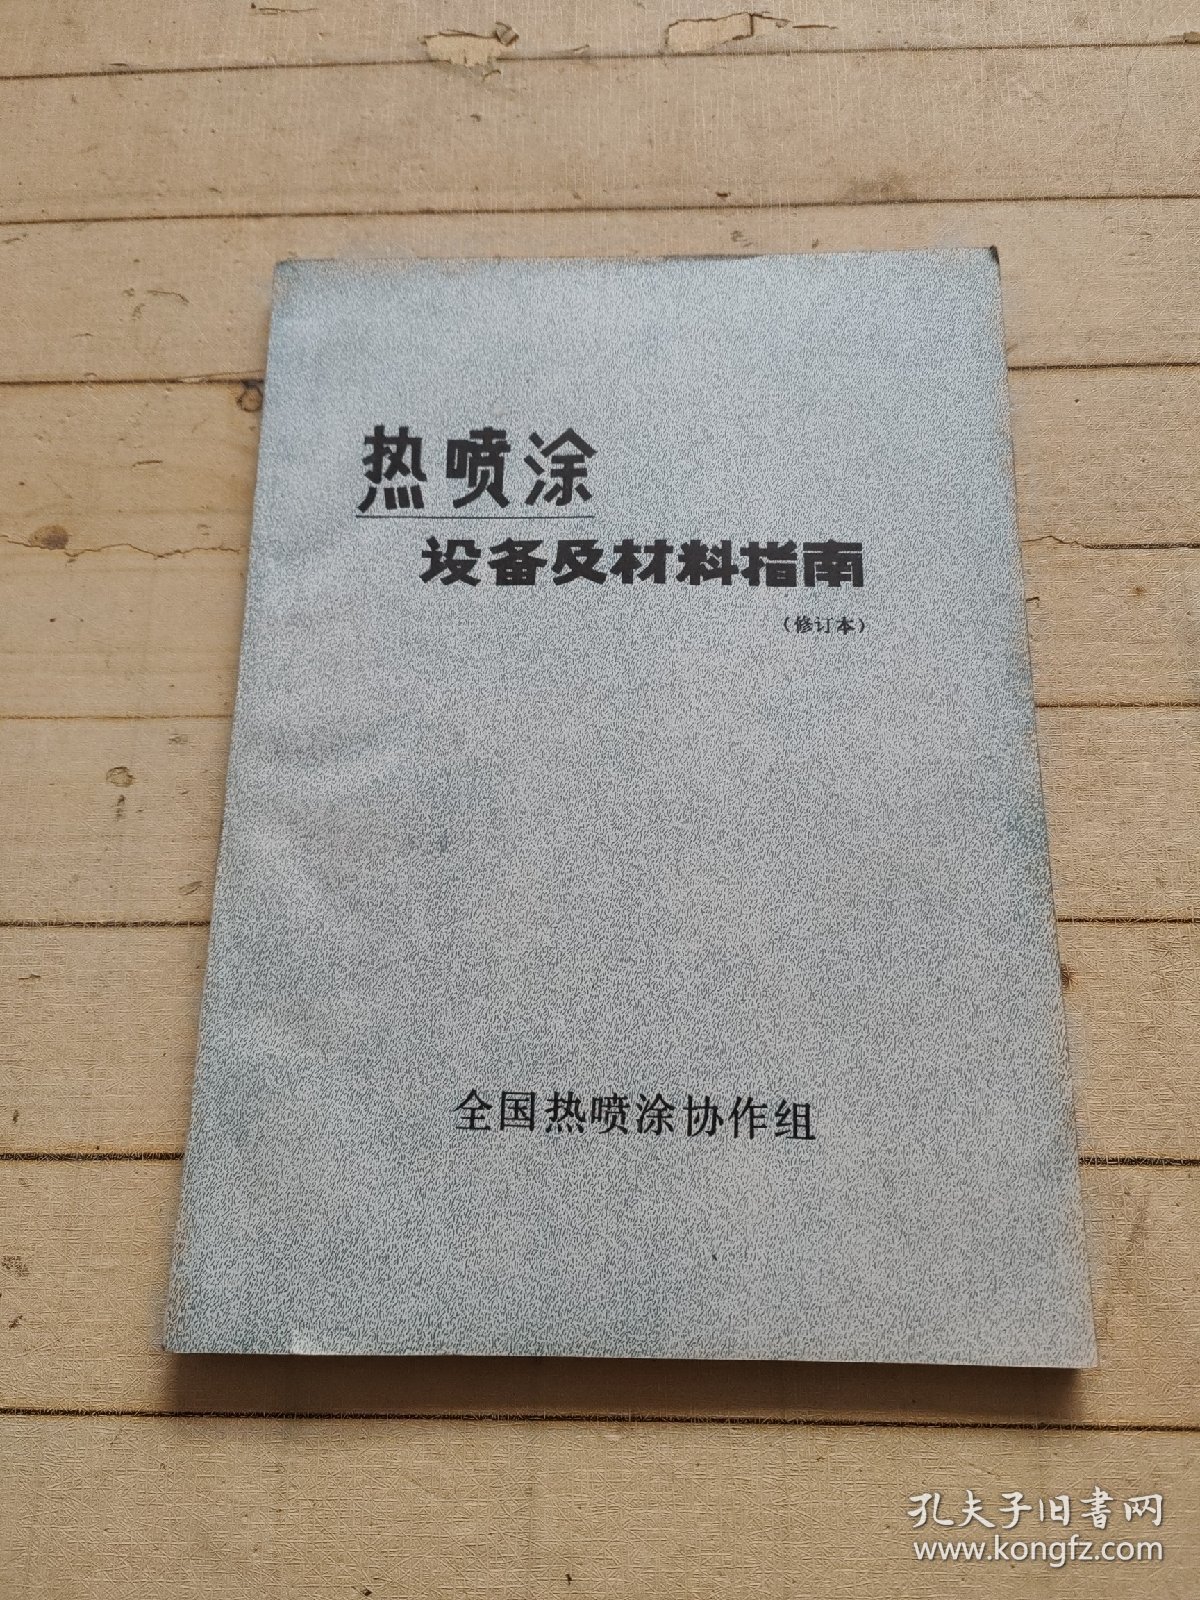 热喷涂
设备及材料指南
（修订本）
全国热喷涂协作组
孔夫子旧书网
www.kongfz.com